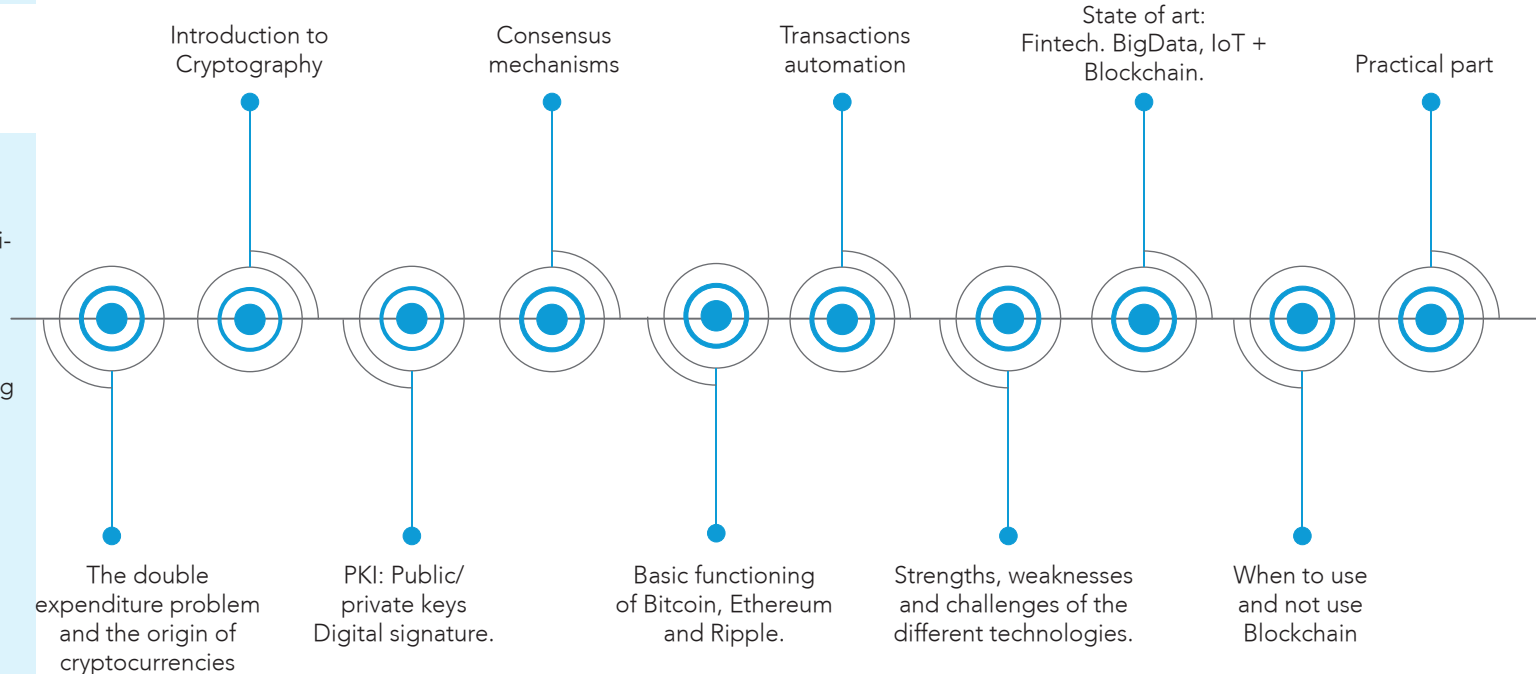 i-
g
The double
expenditure problem
and the origin of
cryptocurrencies
Introduction to
Cryptography
PKI: Public/
private keys
Digital signature.
Consensus
mechanisms
Basic functioning
of Bitcoin, Ethereum
and Ripple.
Transactions
automation
Strengths, weaknesses
and challenges of the
different technologies.
State of art:
Fintech. BigData, IoT +
Blockchain.
When to use
and not use
Blockchain
Practical part